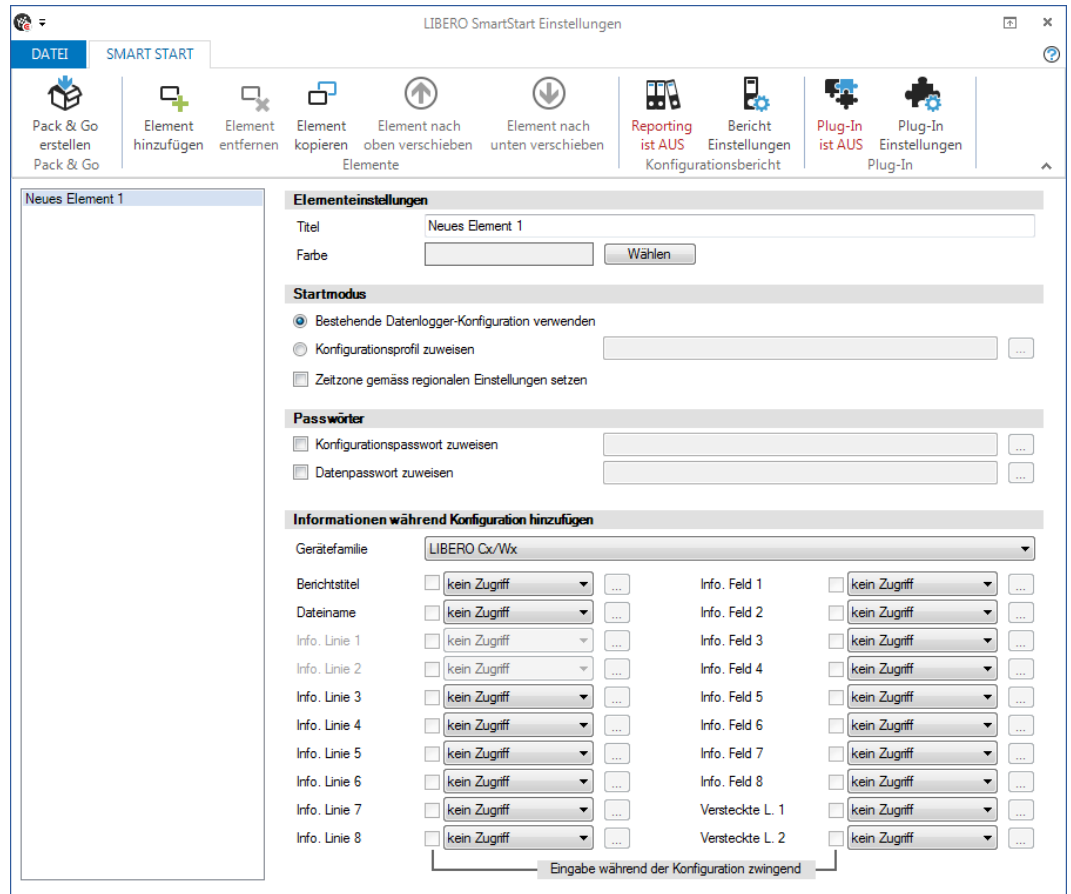 LIBERO SmartStart Einstellungen
DATEI
SMART START
Pack & Go erstellen
Element hinzufügen
Element entfernen
Element kopieren
Element nach oben verschieben
Element nach unten verschieben
Reporting ist AUS
Bericht Einstellungen
Plug-In ist AUS
Plug-In Einstellungen
Pack & Go
Elemente
Konfigurationsbericht
Plug-In
Neues Element 1
Elementeinstellungen
Titel
Neues Element 1
Farbe
Wählen
Startmodus
Bestehende Datenlogger-Konfiguration verwenden
Konfigurationsprofil zuweisen
...
Zeitzone gemäss regionalen Einstellungen setzen
Passwörter
Konfigurationspasswort zuweisen
...
Datenpasswort zuweisen
...
Informationen während Konfiguration hinzufügen
Gerätefamilie
LIBERO Cx/Wx
Berichtstitel kein Zugriff ... Info. Feld 1 kein Zugriff ...
Dateiname kein Zugriff ... Info. Feld 2 kein Zugriff ...
Info. Linie 1 kein Zugriff ... Info. Feld 3 kein Zugriff ...
Info. Linie 2 kein Zugriff ... Info. Feld 4 kein Zugriff ...
Info. Linie 3 kein Zugriff ... Info. Feld 5 kein Zugriff ...
Info. Linie 4 kein Zugriff ... Info. Feld 6 kein Zugriff ...
Info. Linie 5 kein Zugriff ... Info. Feld 7 kein Zugriff ...
Info. Linie 6 kein Zugriff ... Info. Feld 8 kein Zugriff ...
Info. Linie 7 kein Zugriff ... Versteckte L. 1 kein Zugriff ...
Info. Linie 8 kein Zugriff ... Versteckte L. 2 kein Zugriff ...
Eingabe während der Konfiguration zwingend